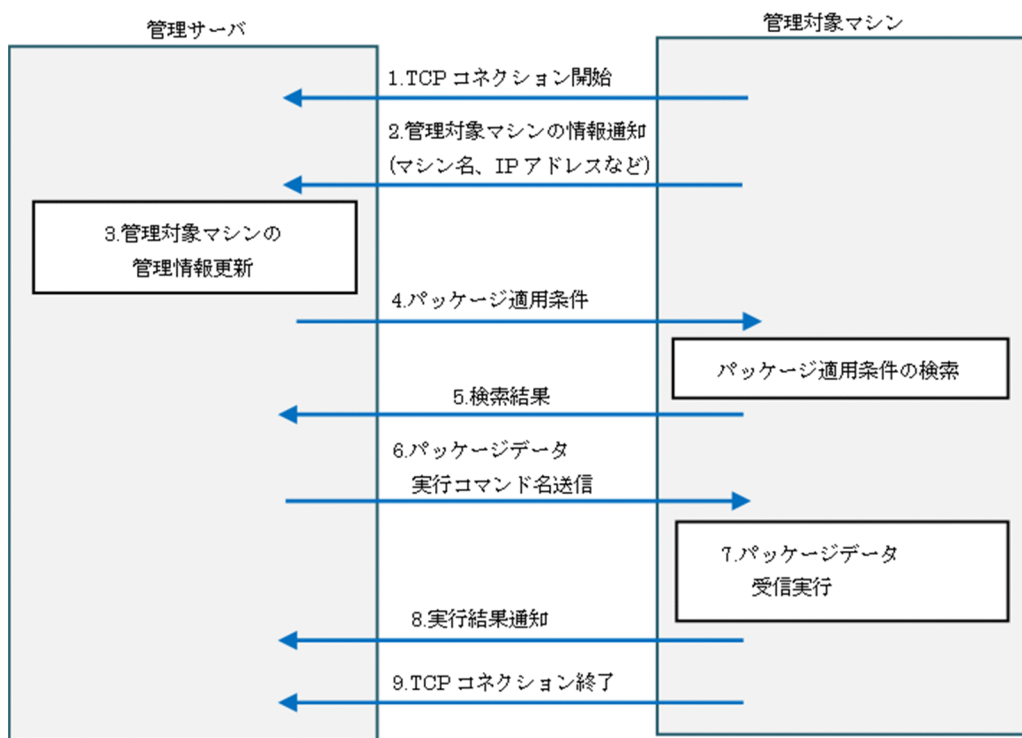 管理サーバ
管理対象マシン
1.TCP コネクション開始
2.管理対象マシンの情報通知
(マシン名、IP アドレスなど)
3.管理対象マシンの
管理情報更新
4.パッケージ適用条件
パッケージ適用条件の検索
5.検索結果
6.パッケージデータ
実行コマンド名送信
7.パッケージデータ
受信実行
8.実行結果通知
9.TCP コネクション終了